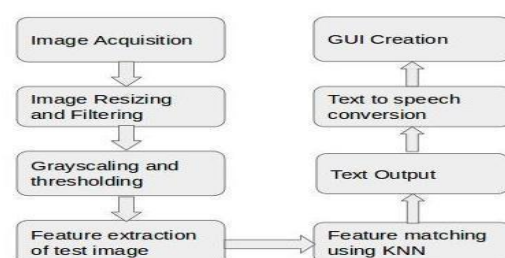 Image Acquisition
Image Resizing
and Filtering
Grayscaling and
thresholding
Feature extraction
of test image
Feature matching
using KNN
Text Output
Text to speech
conversion
GUI Creation